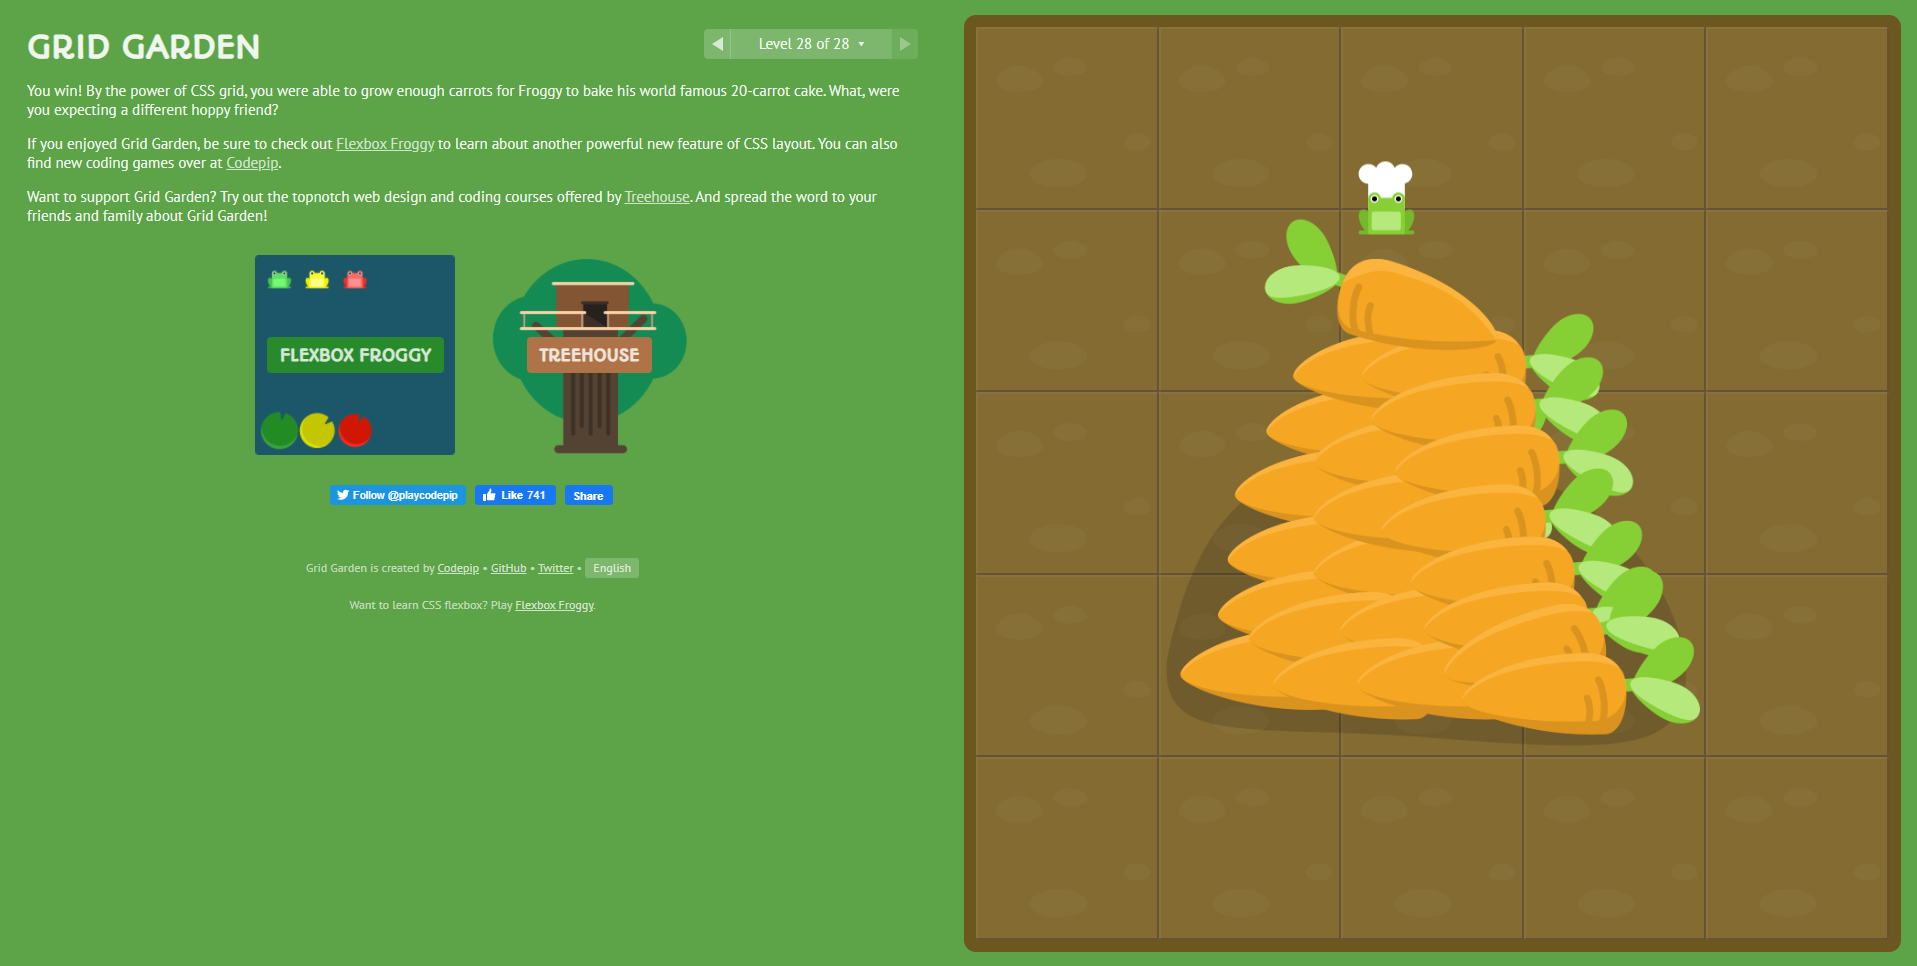 GRID GARDEN
Level 28 of 28
You win! By the power of CSS grid, you were able to grow enough carrots for Froggy to bake his world famous 20-carrot cake. What, were
you expecting a different hoppy friend?
If you enjoyed Grid Garden, be sure to check out Flexbox Froggy to learn about another powerful new feature of CSS layout. You can also
find new coding games over at Codepip.
Want to support Grid Garden? Try out the topnotch web design and coding courses offered by Treehouse. And spread the word to your
friends and family about Grid Garden!
FLEXBOX FROGGY
TREEHOUSE
Follow @playcodepip
Like 741
Share
Grid Garden is created by Codepip • GitHub • Twitter • English
Want to learn CSS flexbox? Play Flexbox Froggy.